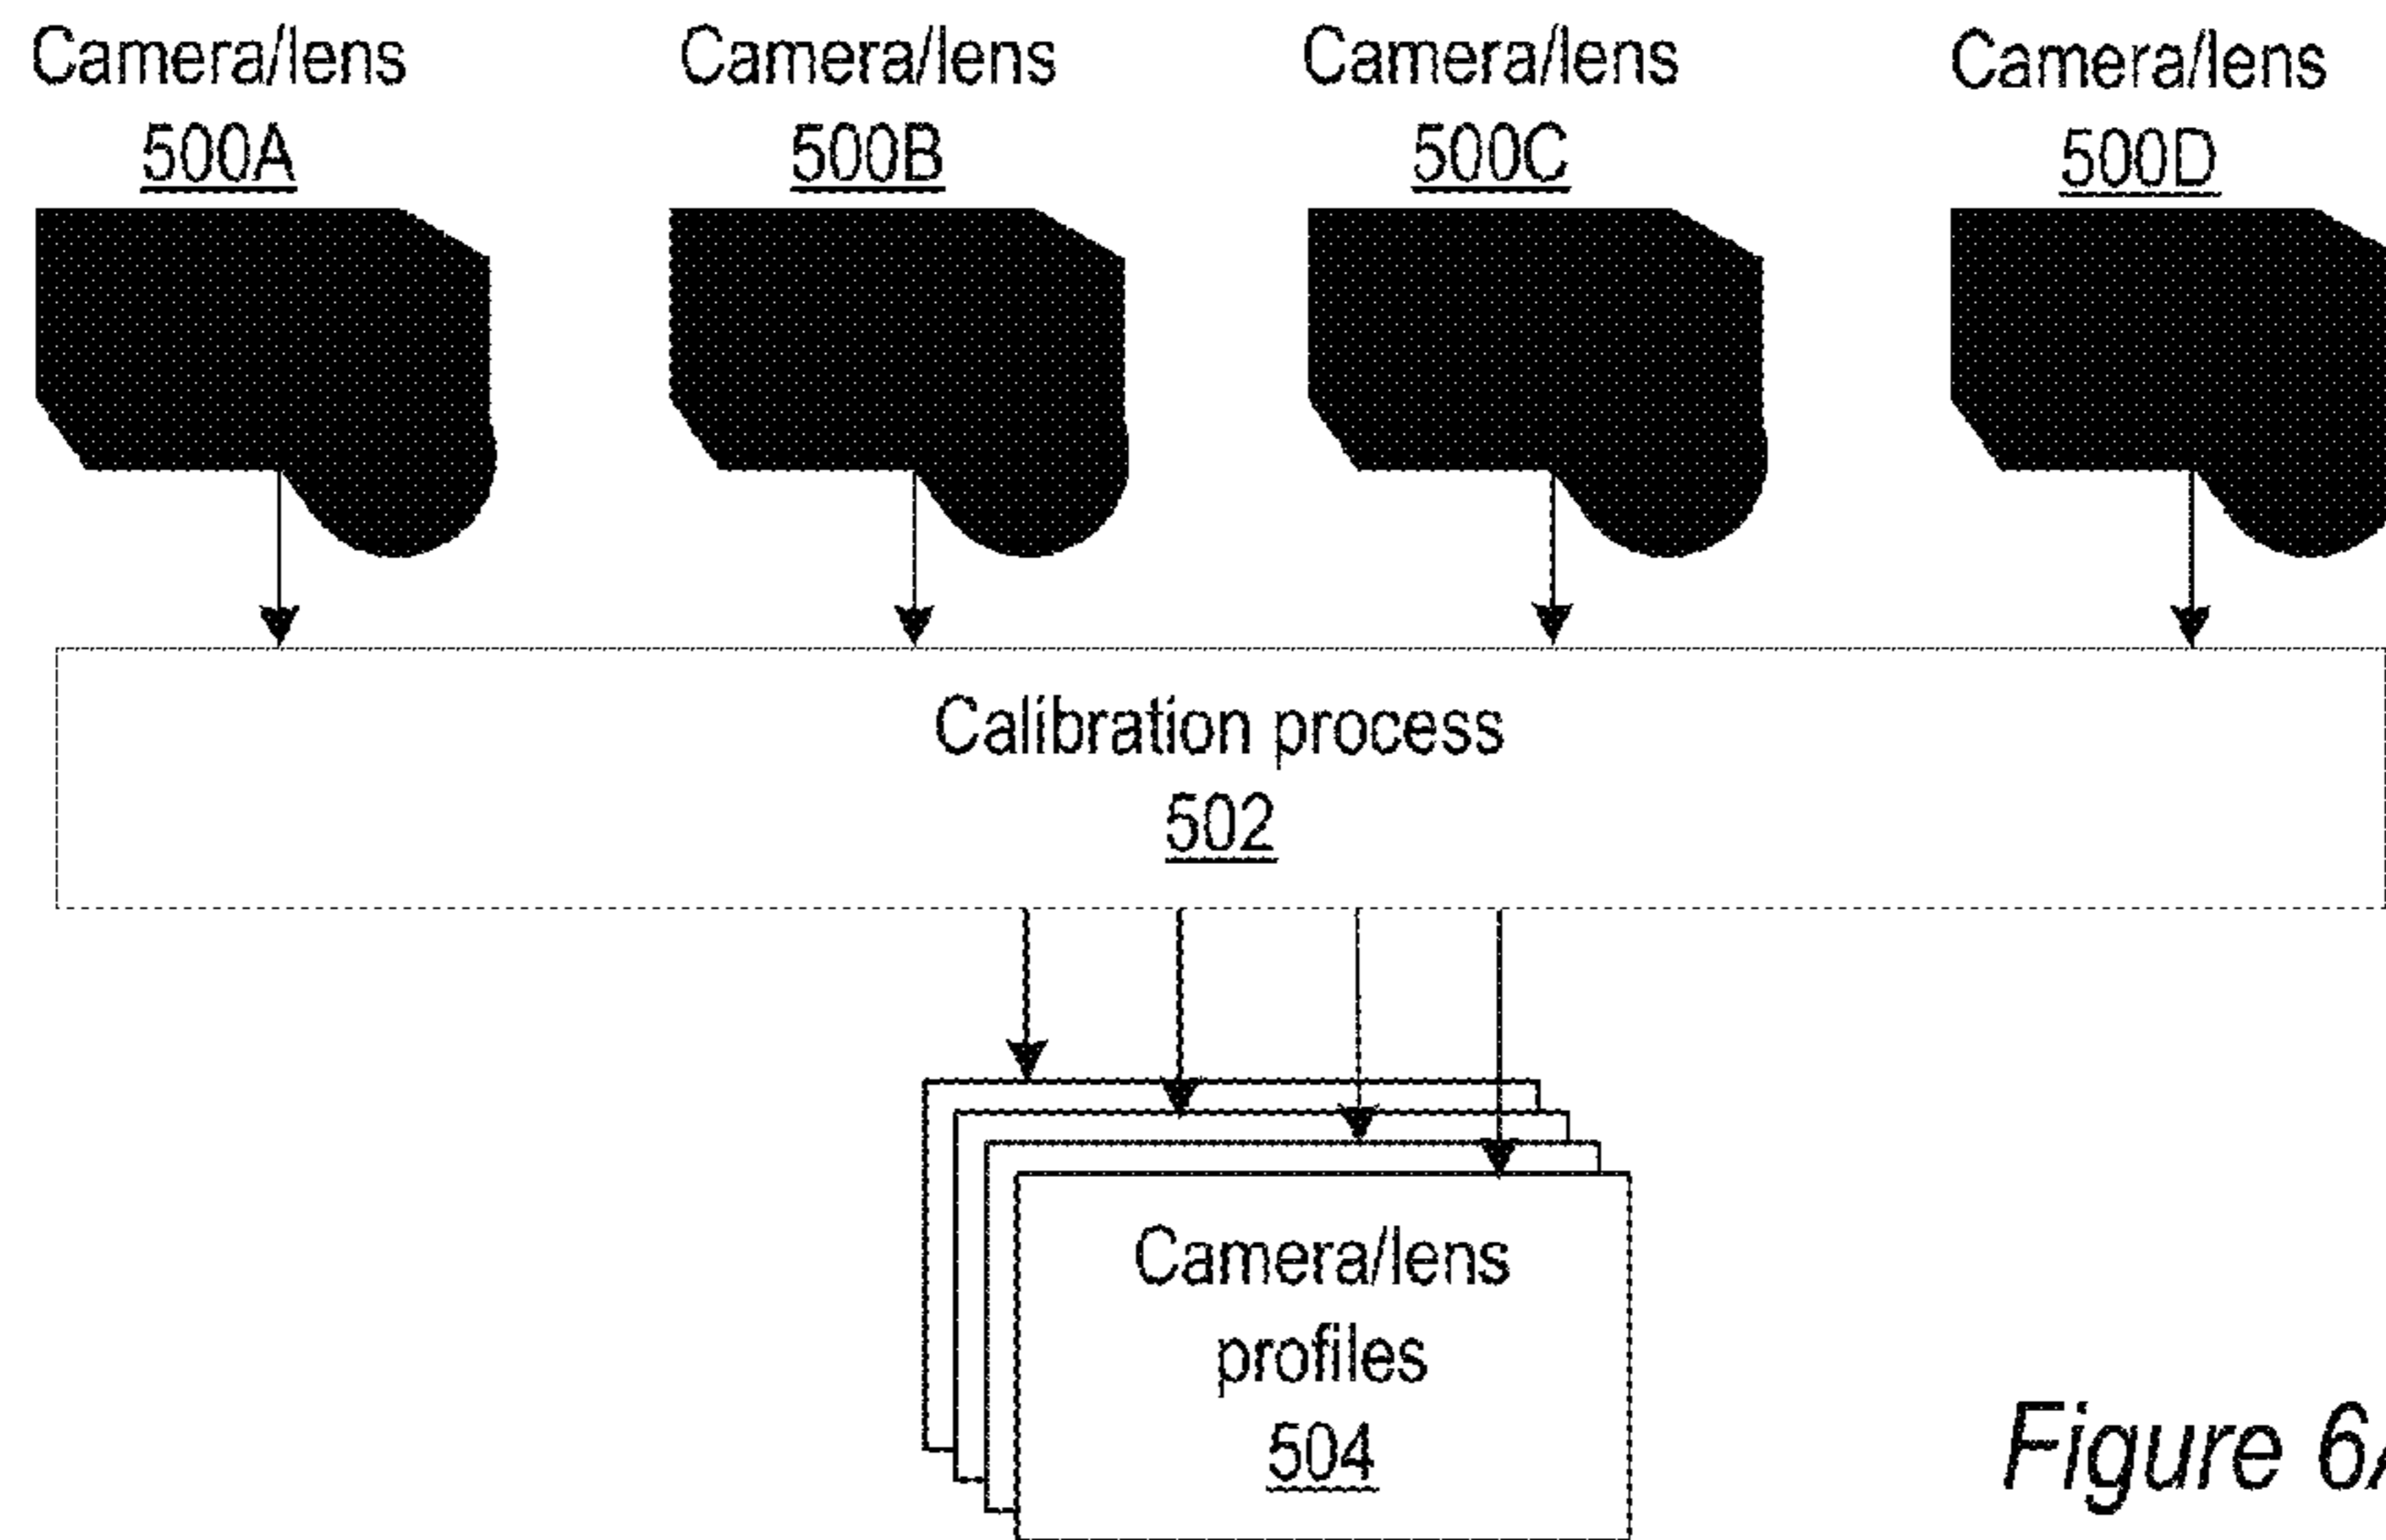 Camera/lens
500A
Camera/lens
500B
Camera/lens
500C
Camera/lens
500D
Calibration process
502
Camera/lens
profiles
504
Figure 6